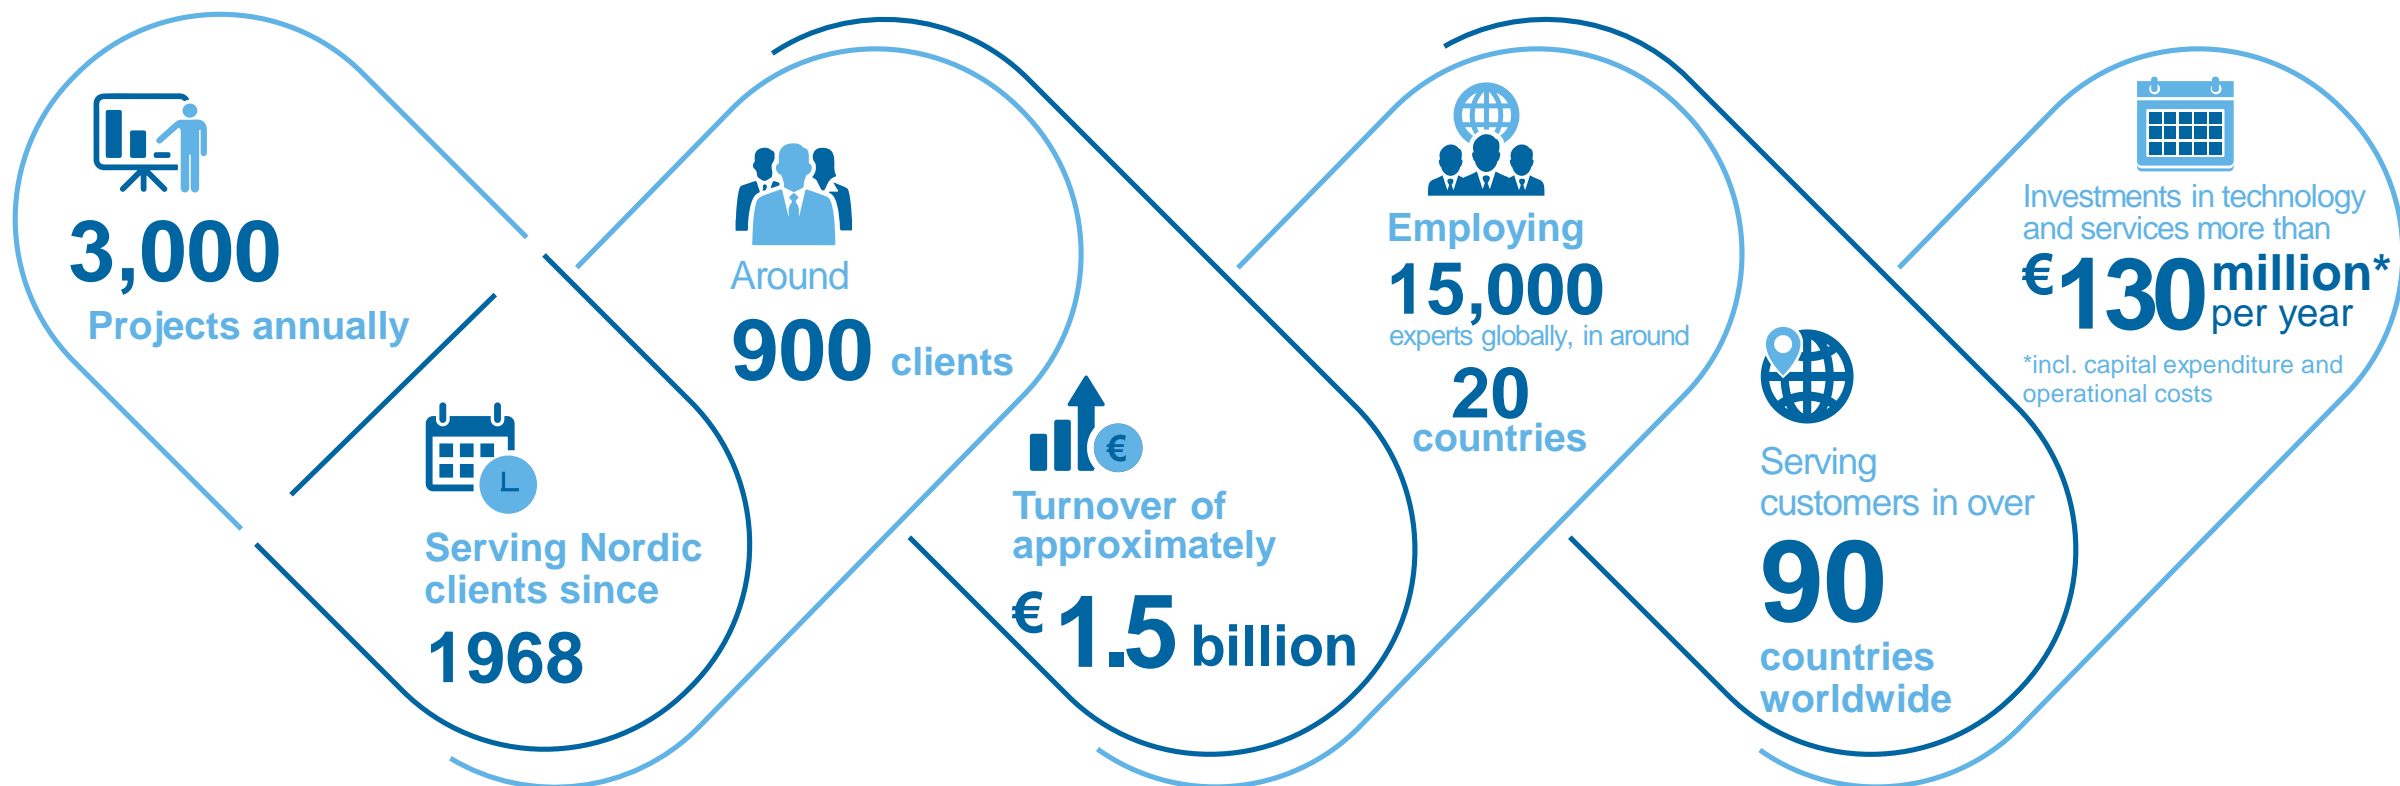 3,000
Projects annually
Serving Nordic
clients since
1968
Around
900 clients
€
Turnover of
approximately
€ 1.5 billion
Employing
15,000
experts globally, in around
20
countries
Serving
customers in over
90
countries
worldwide
Investments in technology
and services more than
€130 million*
per year
*incl. capital expenditure and
operational costs